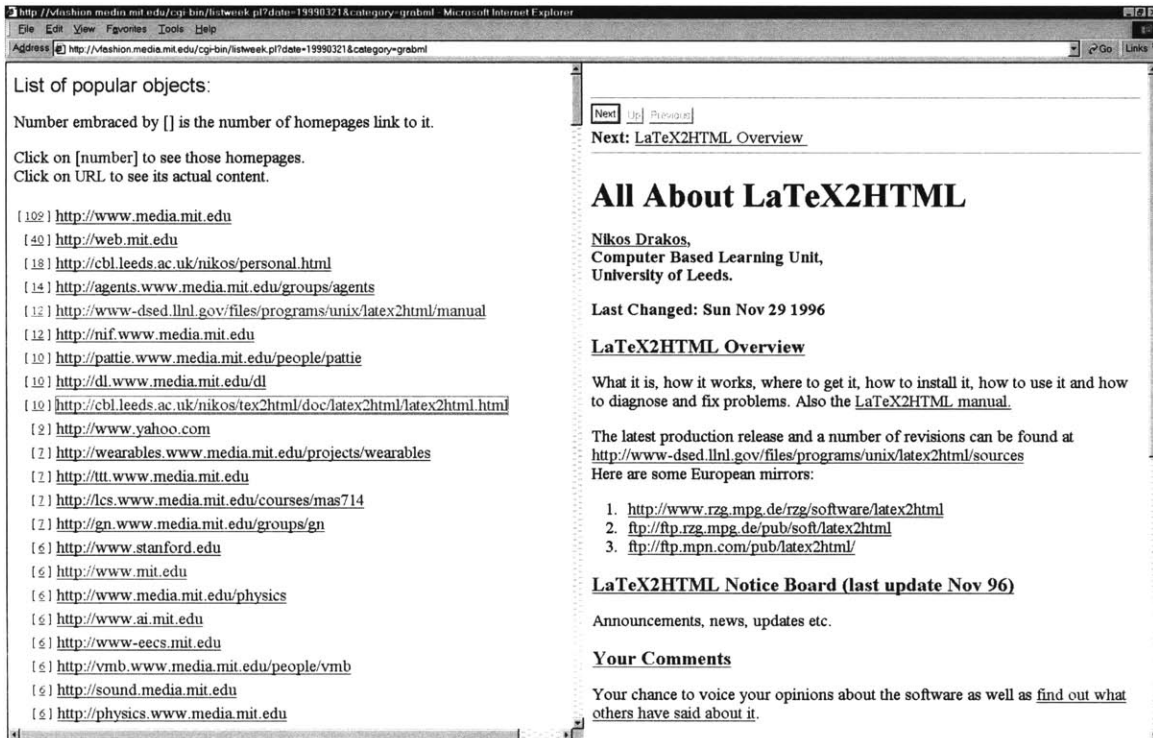 http://vfashion.media.mit.edu/cgi-bin/listweek.pl?date=19990321&category=grabml - Microsoft Internet Explorer
File Edit View Favorites Tools Help
Address http://vfashion.media.mit.edu/cgi-bin/listweek.pl?date=19990321&category=grabml Go Links
List of popular objects:
Number embraced by [] is the number of homepages link to it.
Click on [number] to see those homepages.
Click on URL to see its actual content.
[109] http://www.media.mit.edu
[40] http://web.mit.edu
[18] http://cbl.leeds.ac.uk/nikos/personal.html
[14] http://agents.www.media.mit.edu/groups/agents
[12] http://www-dsed.llnl.gov/files/programs/unix/latex2html/manual
[12] http://nif.www.media.mit.edu
[10] http://pattie.www.media.mit.edu/people/pattie
[10] http://dl.www.media.mit.edu/dl
[10] http://cbl.leeds.ac.uk/nikos/tex2html/doc/latex2html/latex2html.html
[9] http://www.yahoo.com
[7] http://wearables.www.media.mit.edu/projects/wearables
[7] http://ttt.www.media.mit.edu
[7] http://lcs.www.media.mit.edu/courses/mas714
[7] http://gn.www.media.mit.edu/groups/gn
[6] http://www.stanford.edu
[6] http://www.mit.edu
[6] http://www.media.mit.edu/physics
[6] http://www.ai.mit.edu
[6] http://www-eecs.mit.edu
[6] http://vmb.www.media.mit.edu/people/vmb
[6] http://sound.media.mit.edu
[6] http://physics.www.media.mit.edu
Next Up Previous
Next: LaTeX2HTML Overview
All About LaTeX2HTML
Nikos Drakos,
Computer Based Learning Unit,
University of Leeds.
Last Changed: Sun Nov 29 1996
LaTeX2HTML Overview
What it is, how it works, where to get it, how to install it, how to use it and how
to diagnose and fix problems. Also the LaTeX2HTML manual.
The latest production release and a number of revisions can be found at
http://www-dsed.llnl.gov/files/programs/unix/latex2html/sources
Here are some European mirrors:
1. http://www.rzg.mpg.de/rzg/software/latex2html
2. ftp://ftp.rzg.mpg.de/pub/soft/latex2html
3. ftp://ftp.mpn.com/pub/latex2html/
LaTeX2HTML Notice Board (last update Nov 96)
Announcements, news, updates etc.
Your Comments
Your chance to voice your opinions about the software as well as find out what
others have said about it.